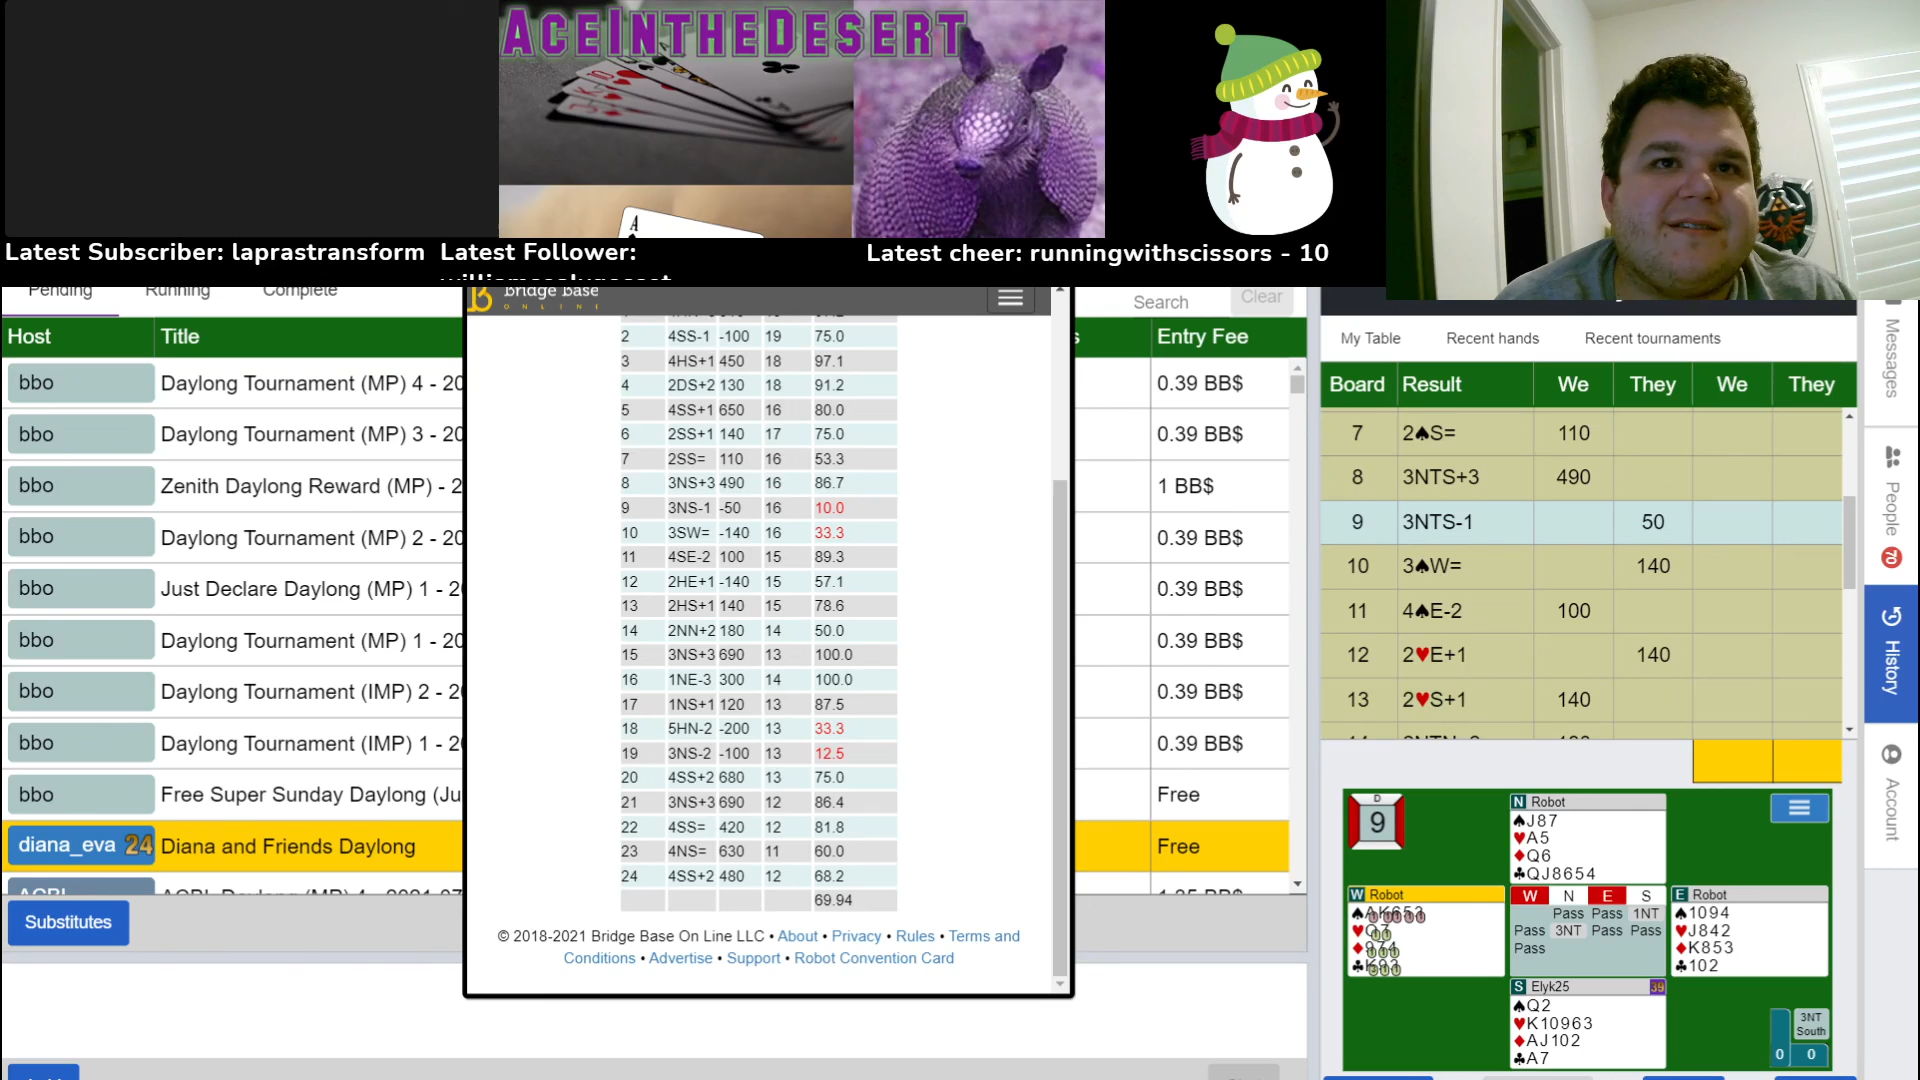 AceInTheDesert
A
Latest Subscriber: laprastransform
Latest Follower:
Latest cheer: runningwithscissors - 10
Pending Running Complete
Host Title
bbo Daylong Tournament (MP) 4 - 20
bbo Daylong Tournament (MP) 3 - 20
bbo Zenith Daylong Reward (MP) - 2
bbo Daylong Tournament (MP) 2 - 20
bbo Just Declare Daylong (MP) 1 - 2
bbo Daylong Tournament (MP) 1 - 20
bbo Daylong Tournament (IMP) 2 - 2
bbo Daylong Tournament (IMP) 1 - 2
bbo Free Super Sunday Daylong (Ju
diana_eva 24 Diana and Friends Daylong
Substitutes
Bridge Base
ONLINE
2 4SS-1 -100 19 75.0
3 4HS+1 450 18 97.1
4 2DS+2 130 18 91.2
5 4SS+1 650 16 80.0
6 2SS+1 140 17 75.0
7 2SS= 110 16 53.3
8 3NS+3 490 16 86.7
9 3NS-1 -50 16 10.0
10 3SW= -140 16 33.3
11 4SE-2 100 15 89.3
12 2HE+1 -140 15 57.1
13 2HS+1 140 15 78.6
14 2NN+2 180 14 50.0
15 3NS+3 690 13 100.0
16 1NE-3 300 14 100.0
17 1NS+1 120 13 87.5
18 5HN-2 -200 13 33.3
19 3NS-2 -100 13 12.5
20 4SS+2 680 13 75.0
21 3NS+3 690 12 86.4
22 4SS= 420 12 81.8
23 4NS= 630 11 60.0
24 4SS+2 480 12 68.2
69.94
© 2018-2021 Bridge Base On Line LLC • About • Privacy • Rules • Terms and
Conditions • Advertise • Support • Robot Convention Card
Search Clear
s Entry Fee
0.39 BB$
0.39 BB$
1 BB$
0.39 BB$
0.39 BB$
0.39 BB$
0.39 BB$
0.39 BB$
Free
Free
My Table Recent hands Recent tournaments
Board Result We They We They
7 2♠S= 110
8 3NTS+3 490
9 3NTS-1 50
10 3♠W= 140
11 4♠E-2 100
12 2♥E+1 140
13 2♥S+1 140
D
9
N Robot
♠J87
♥A5
♦Q6
♣QJ8654
W Robot
♠AK653
♥Q7
♦974
♣K93
W N E S
Pass Pass 1NT
Pass 3NT Pass Pass
Pass
E Robot
♠1094
♥J842
♦K853
♣102
S Elyk25 39
♠Q2
♥K10963
♦AJ102
♣A7
3NT
South
0 0
Messages
People 70
History
Account